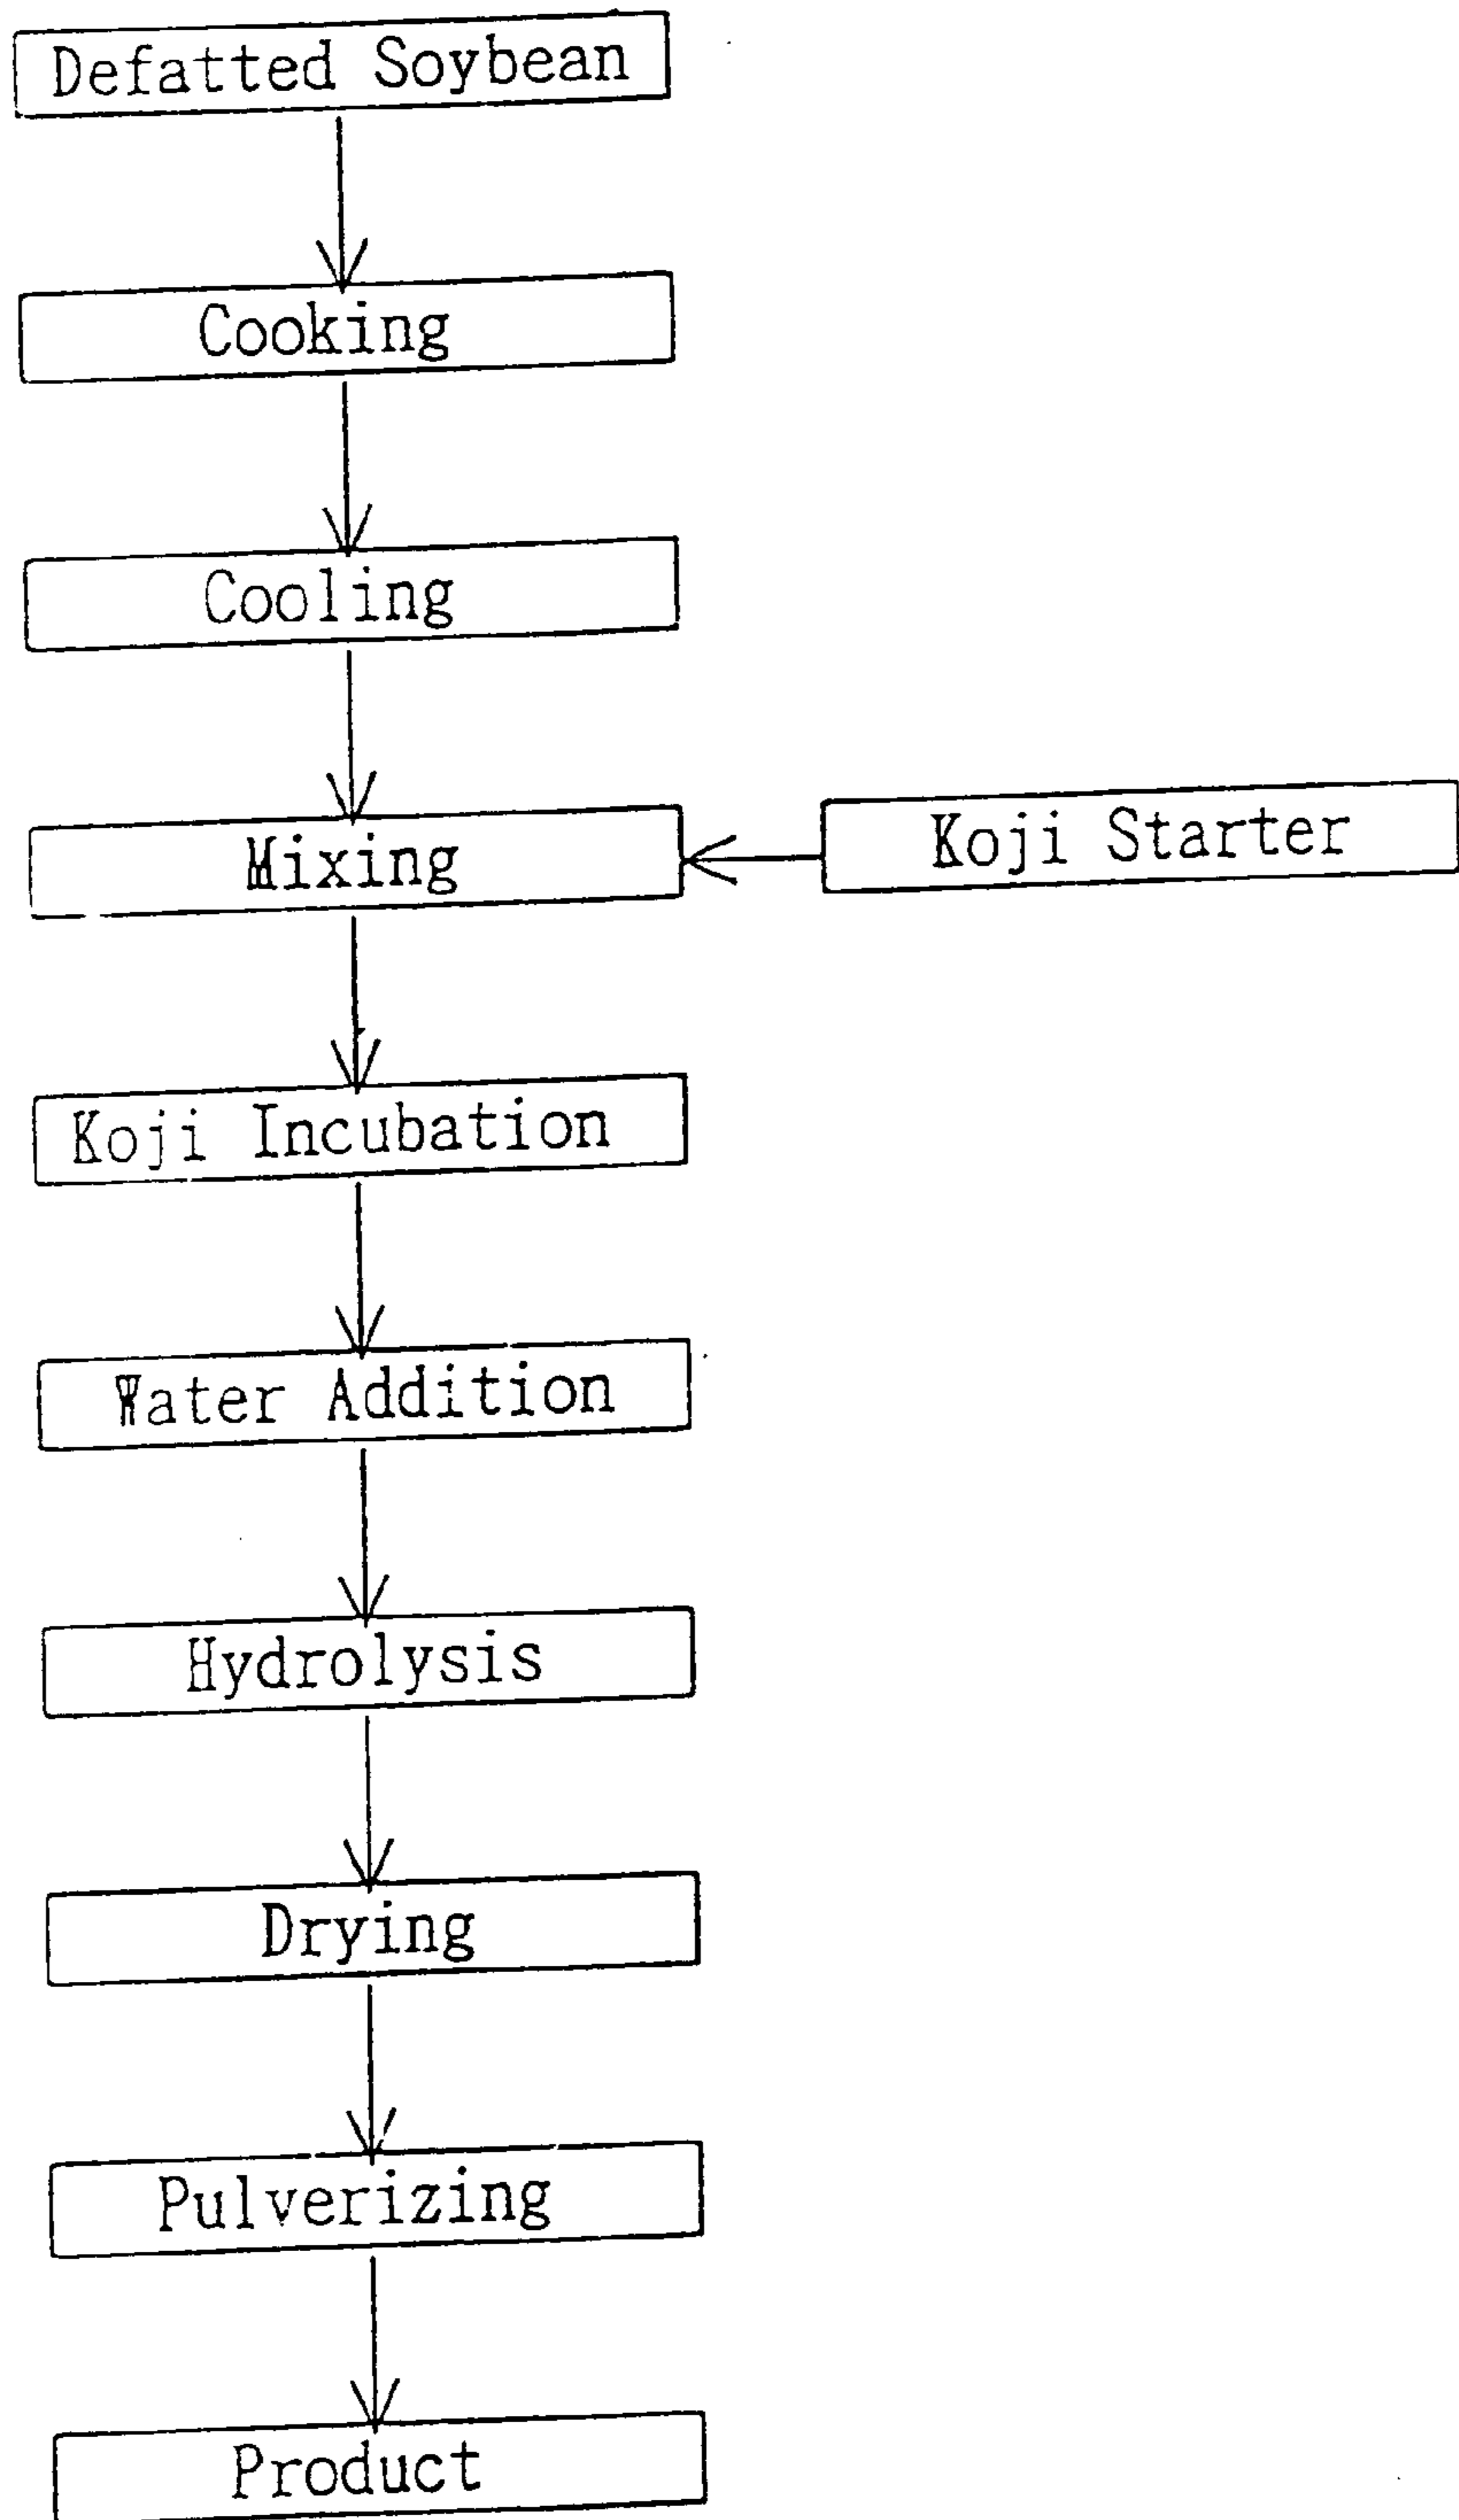 Defatted Soybean
Cooking
Cooling
Mixing
Koji Starter
Koji Incubation
Water Addition
Hydrolysis
Drying
Pulverizing
Product